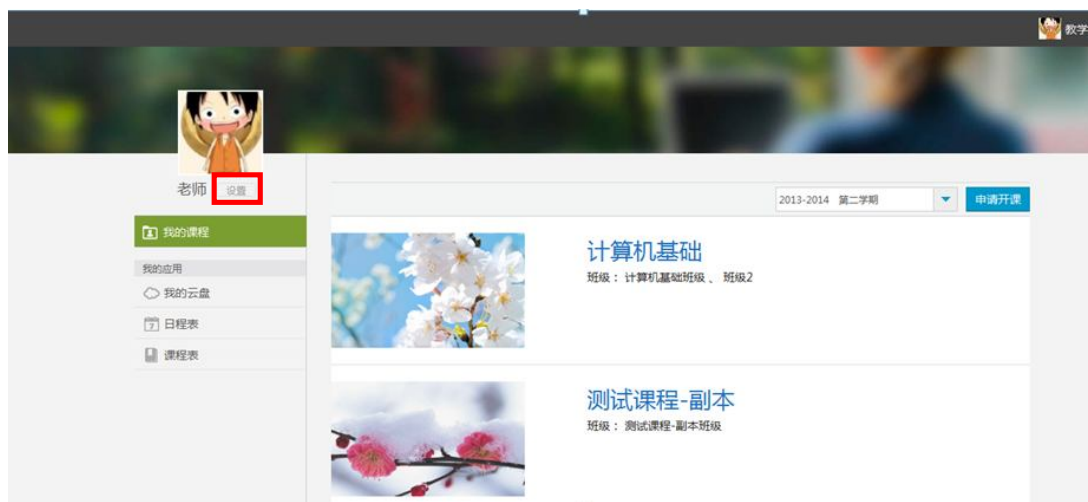 教学
老师 设置
2013-2014 第二学期
申请开课
我的课程
我的应用
我的云盘
7 日程表
课程表
计算机基础
班级： 计算机基础班级 、 班级2
测试课程-副本
班级： 测试课程-副本班级